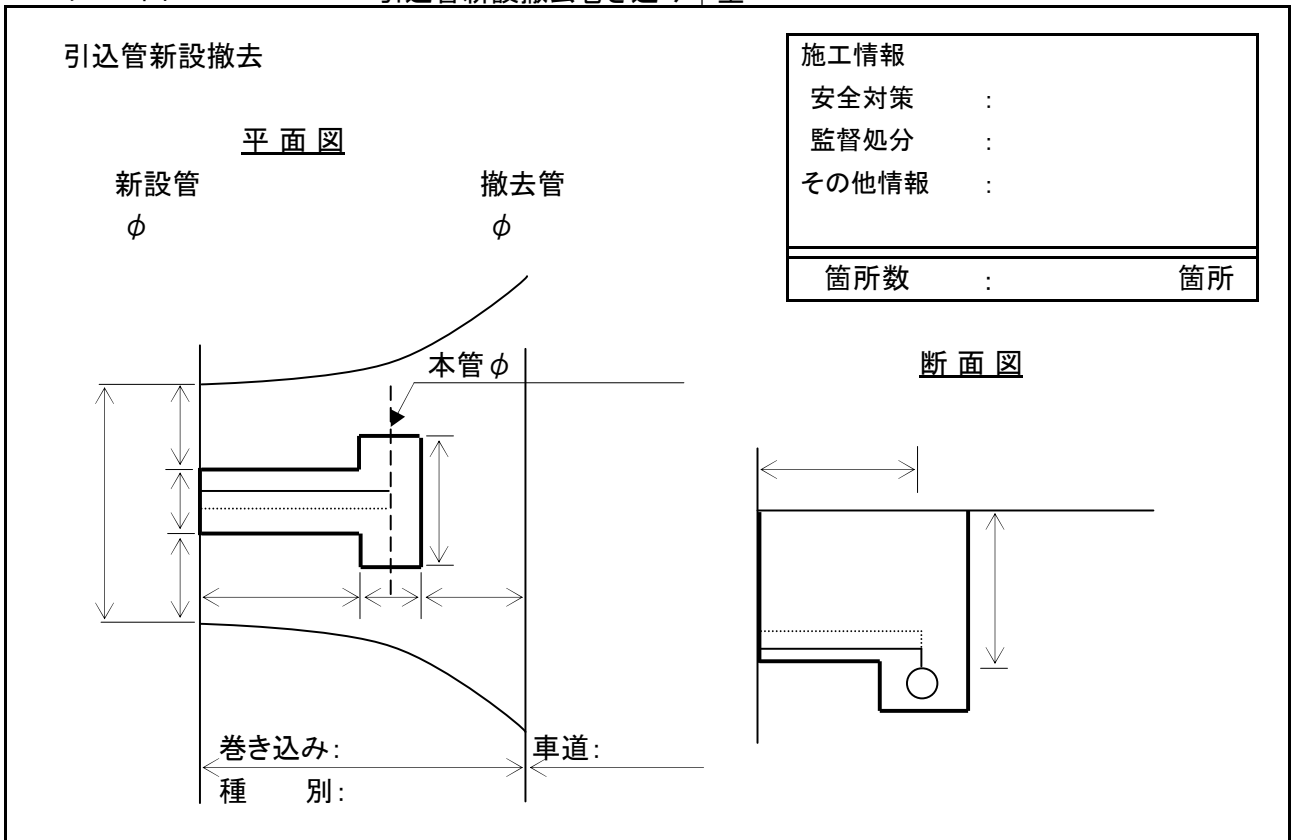 引込管新設撤去
平 面 図
新設管
φ
撤去管
φ
本管φ
巻き込み:
種　　別:
車道:
施工情報
安全対策　:
監督処分　:
その他情報　:
箇所数　:　箇所
断 面 図